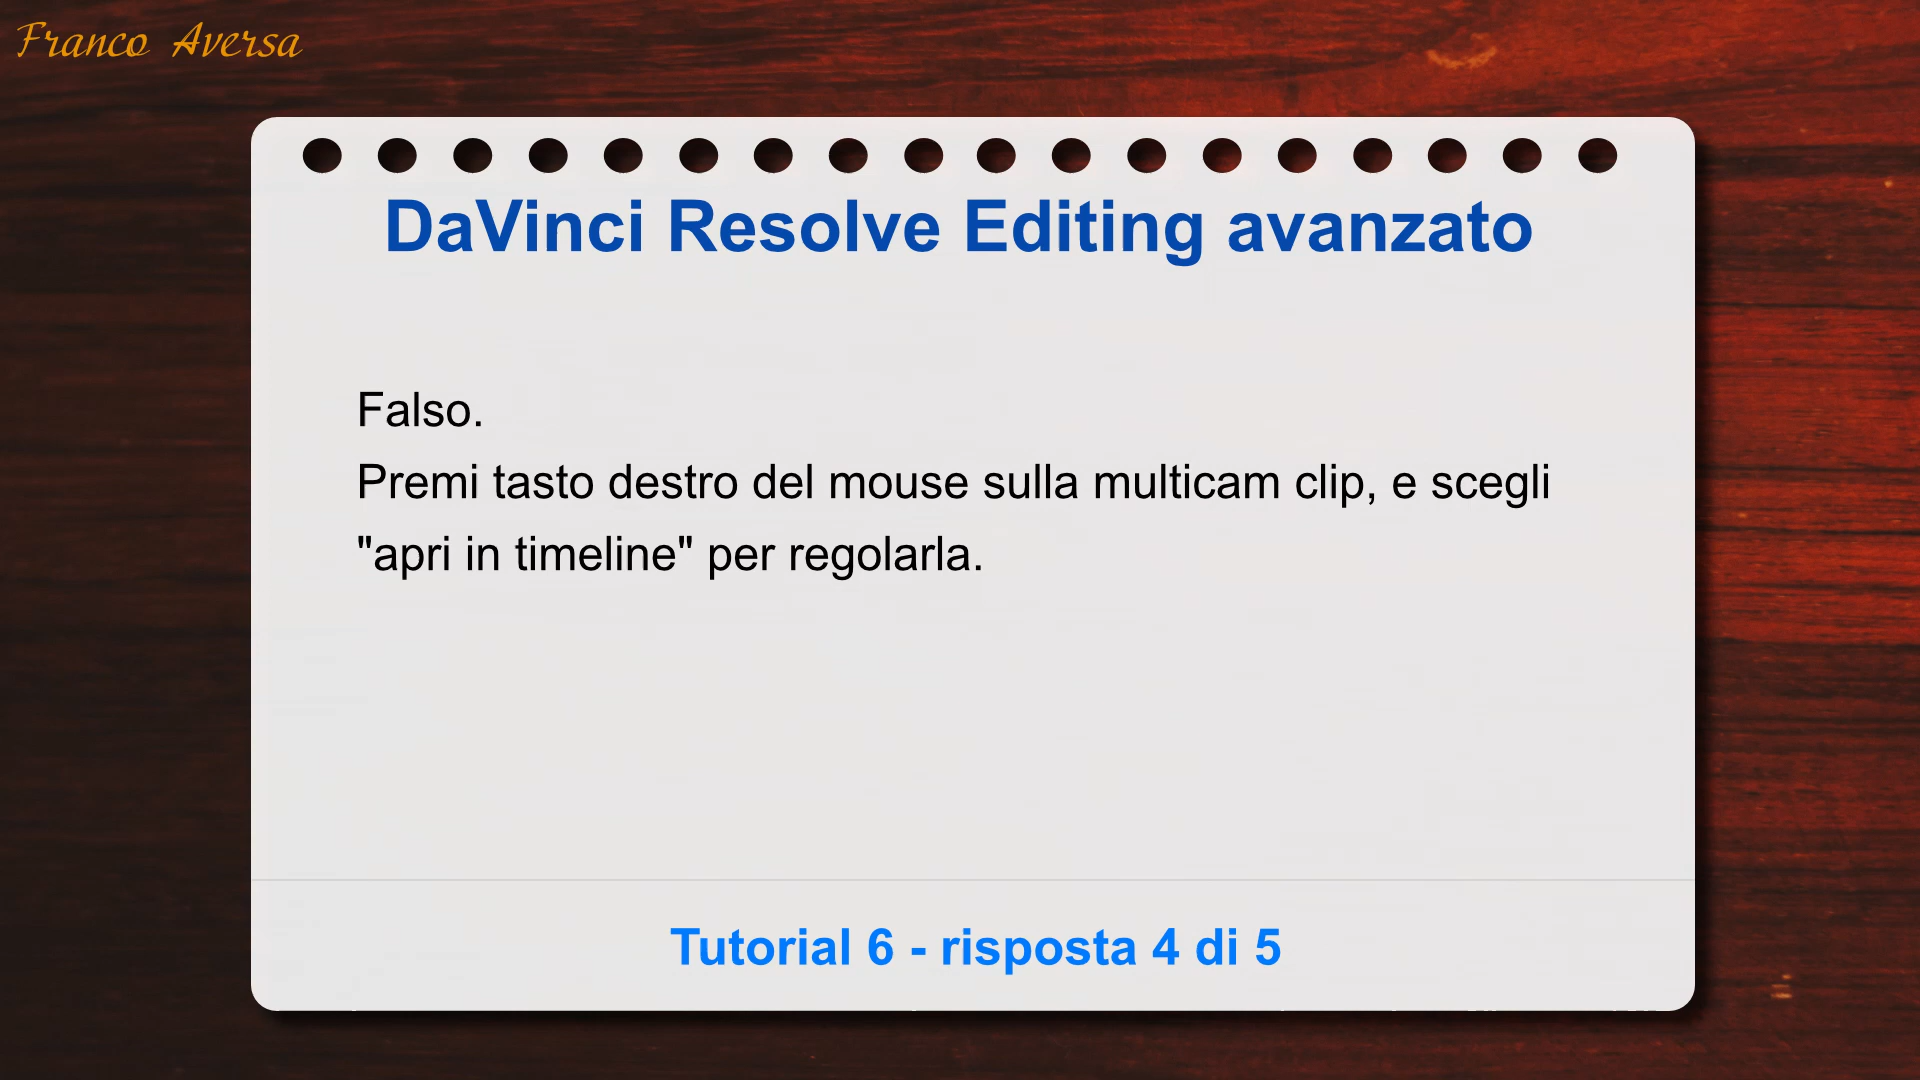 Franco Aversa
DaVinci Resolve Editing avanzato
Falso.
Premi tasto destro del mouse sulla multicam clip, e scegli
"apri in timeline" per regolarla.
Tutorial 6 - risposta 4 di 5